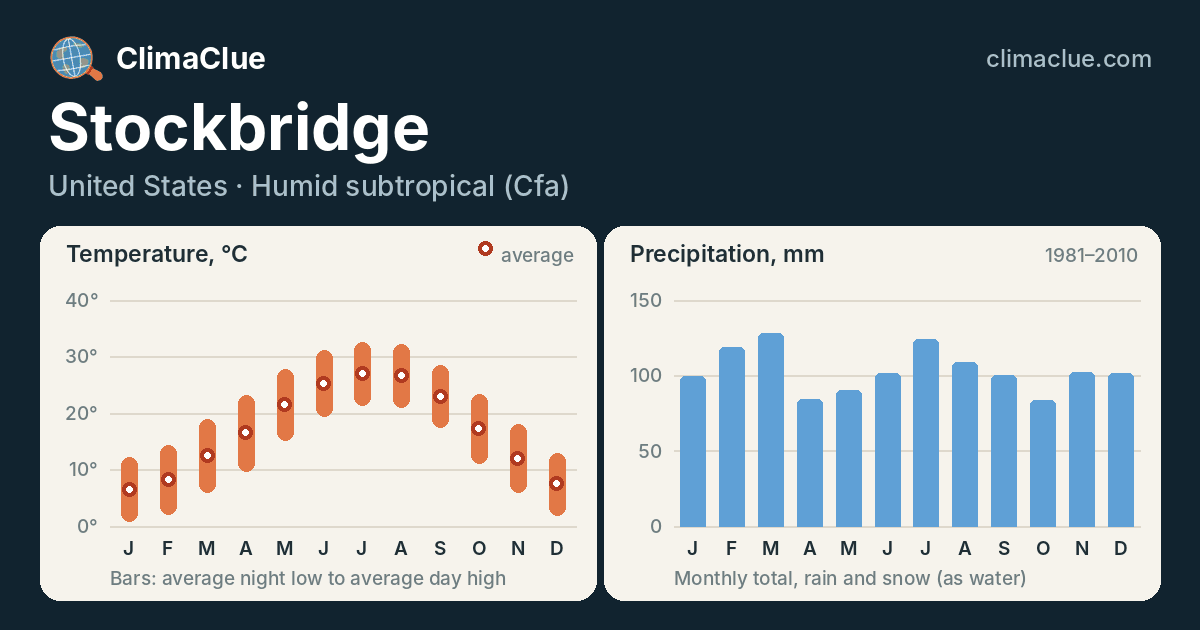 ClimaClue
climaclue.com
Stockbridge
United States · Humid subtropical (Cfa)
Temperature, °C
average
40°
30°
20°
10°
0°
J F M A M J J A S O N D
Bars: average night low to average day high
Precipitation, mm
1981–2010
150
100
50
0
J F M A M J J A S O N D
Monthly total, rain and snow (as water)